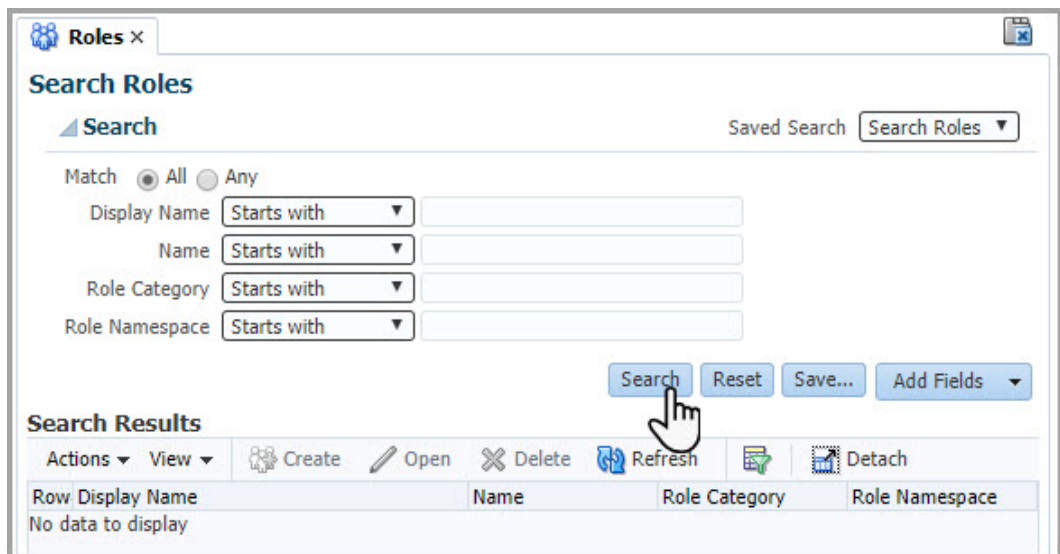 Roles ×
Search Roles
Search
Saved Search Search Roles
Match All Any
Display Name Starts with
Name Starts with
Role Category Starts with
Role Namespace Starts with
Search Reset Save... Add Fields
Search Results
Actions View Create Open Delete Refresh Detach
Row Display Name Name Role Category Role Namespace
No data to display